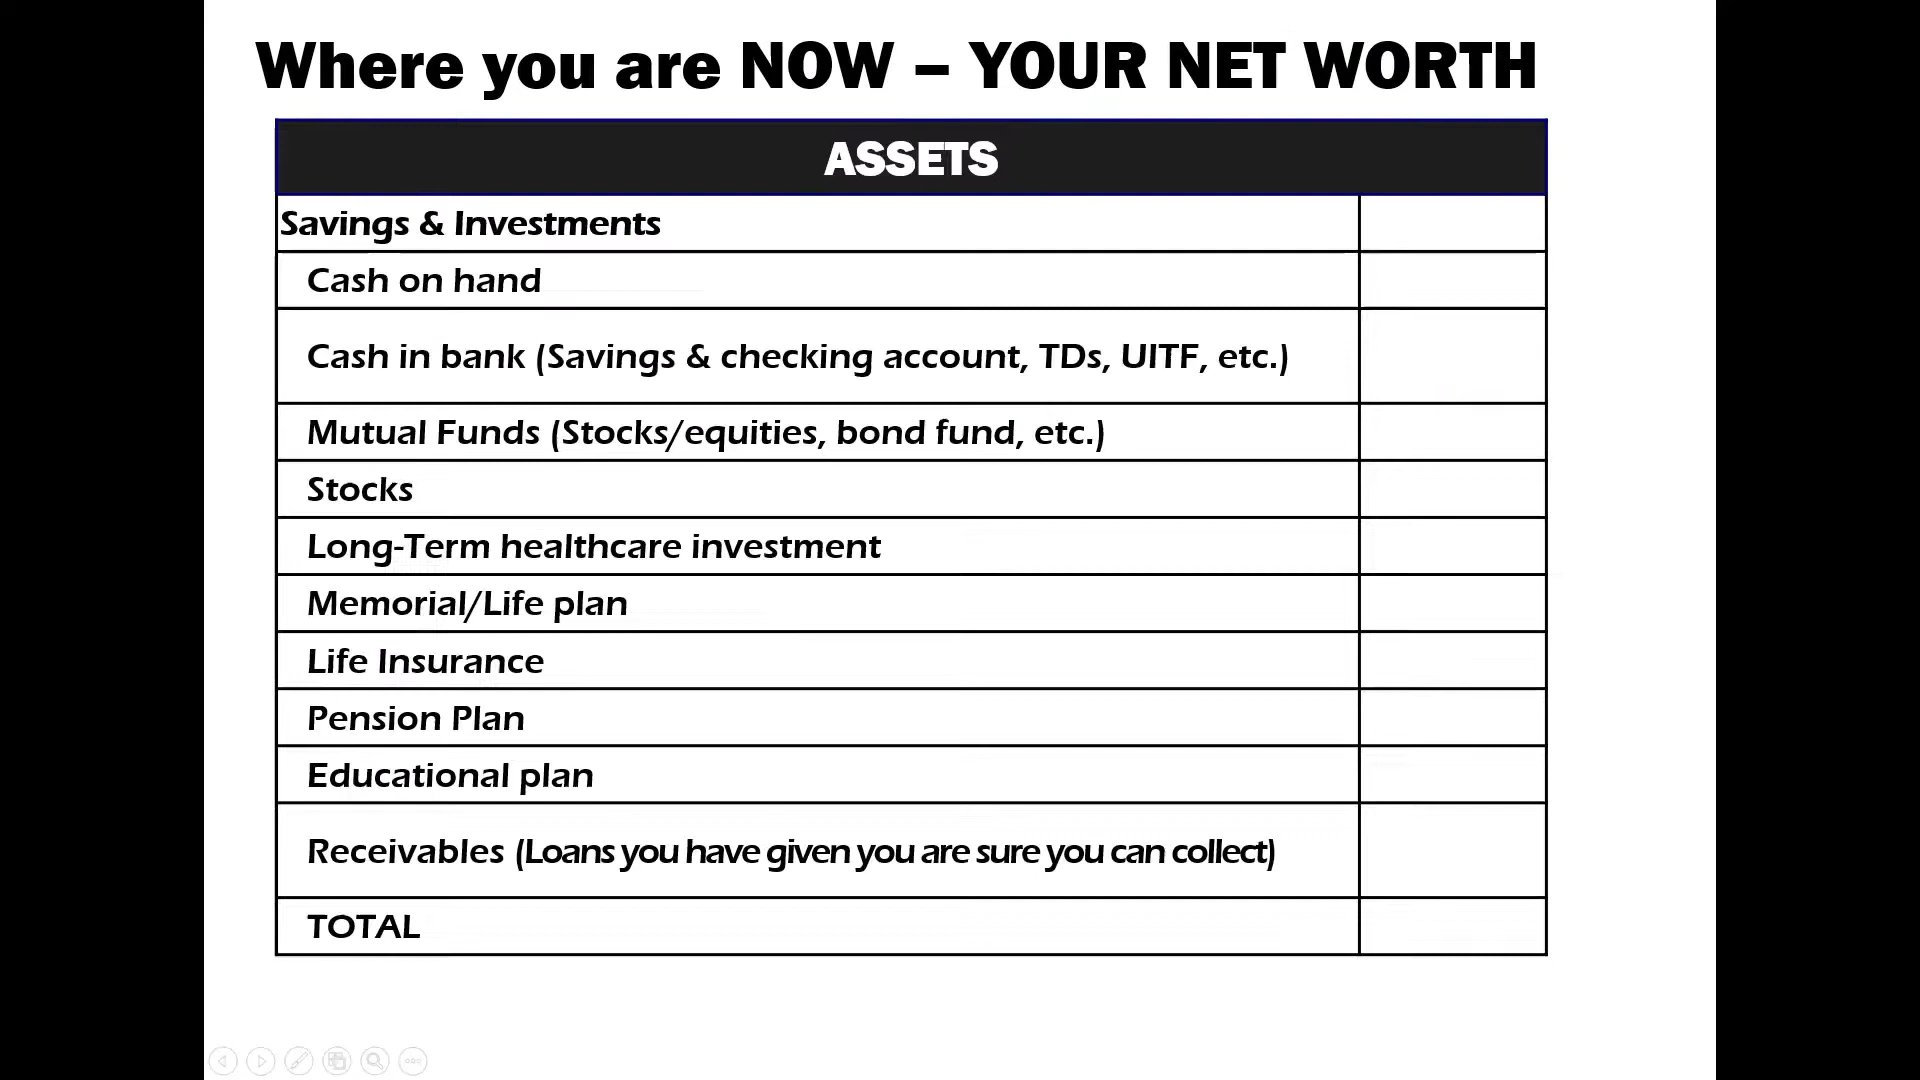 Where you are NOW – YOUR NET WORTH
ASSETS
Savings & Investments
Cash on hand
Cash in bank (Savings & checking account, TDs, UITF, etc.)
Mutual Funds (Stocks/equities, bond fund, etc.)
Stocks
Long-Term healthcare investment
Memorial/Life plan
Life Insurance
Pension Plan
Educational plan
Receivables (Loans you have given you are sure you can collect)
TOTAL